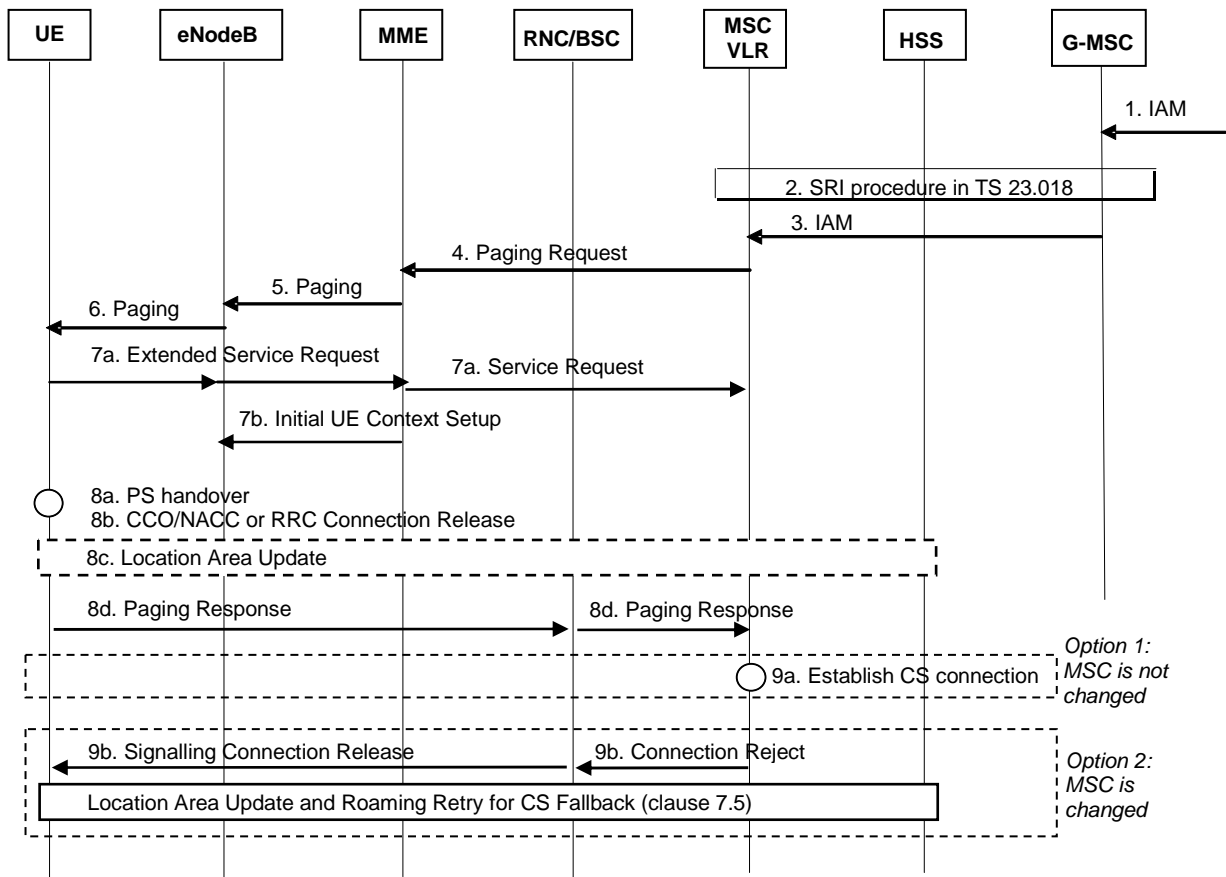 UE
eNodeB
MME
RNC/BSC
MSC
VLR
HSS
G-MSC
1. IAM
2. SRI procedure in TS 23.018
3. IAM
4. Paging Request
5. Paging
6. Paging
7a. Extended Service Request
7a. Service Request
7b. Initial UE Context Setup
8a. PS handover
8b. CCO/NACC or RRC Connection Release
8c. Location Area Update
8d. Paging Response
8d. Paging Response
Option 1:
MSC is not
changed
9a. Establish CS connection
9b. Signalling Connection Release
9b. Connection Reject
Option 2:
MSC is
changed
Location Area Update and Roaming Retry for CS Fallback (clause 7.5)